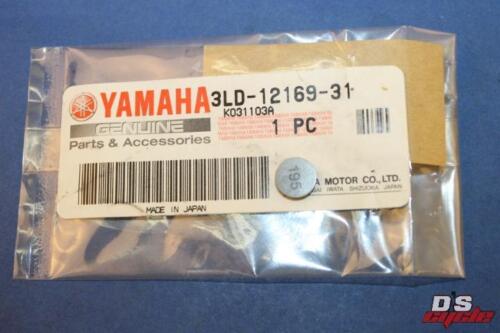 YAMAHA 3LD-12169-31
K031103A
GENUINE
1 PC
Parts & Accessories
195
MOTOR CO., LTD.
IWATA SHIZUOKA, JAPAN
MADE IN JAPAN
D'S
cycle